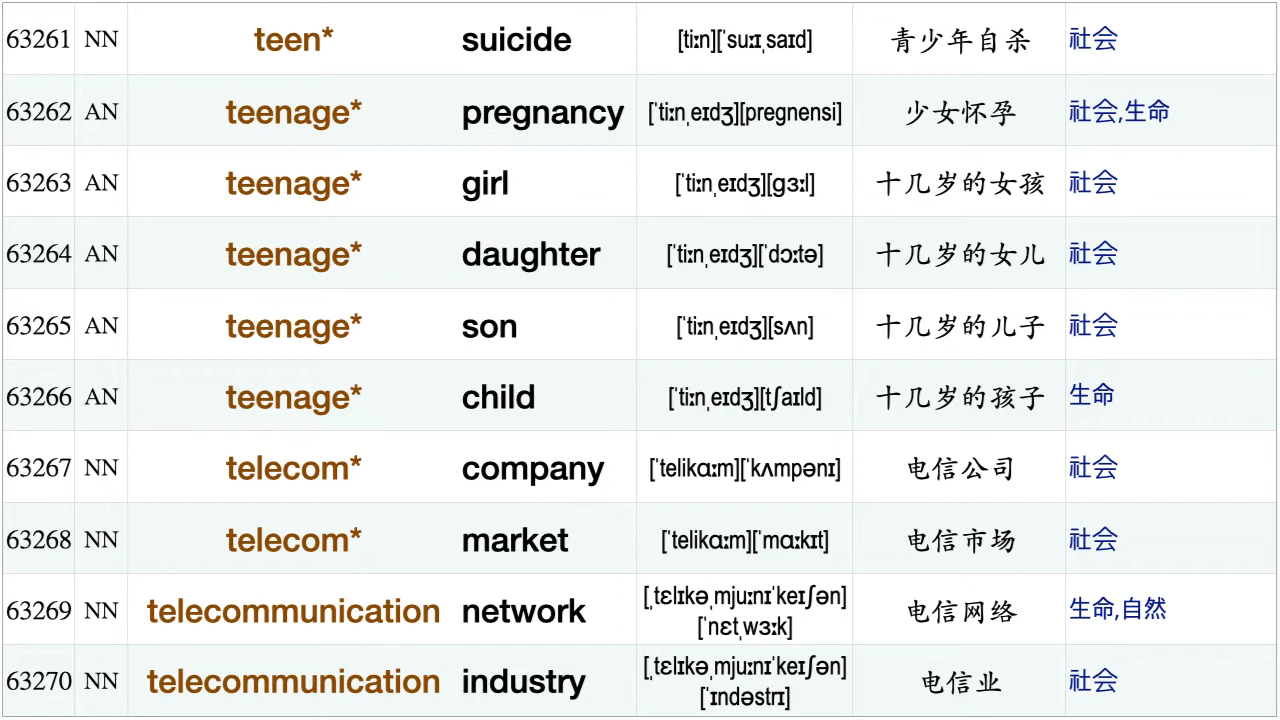 63261 NN teen* suicide [tiːn][ˈsuːɪˌsaɪd] 青少年自杀 社会
63262 AN teenage* pregnancy [ˈtiːnˌeɪdʒ][pregnensi] 少女怀孕 社会,生命
63263 AN teenage* girl [ˈtiːnˌeɪdʒ][gɜːl] 十几岁的女孩 社会
63264 AN teenage* daughter [ˈtiːnˌeɪdʒ][ˈdɔːtə] 十几岁的女儿 社会
63265 AN teenage* son [ˈtiːnˌeɪdʒ][sʌn] 十几岁的儿子 社会
63266 AN teenage* child [ˈtiːnˌeɪdʒ][tʃaɪld] 十几岁的孩子 生命
63267 NN telecom* company [ˈtelikɑːm][ˈkʌmpənɪ] 电信公司 社会
63268 NN telecom* market [ˈtelikɑːm][ˈmɑːkɪt] 电信市场 社会
63269 NN telecommunication network [ˌtɛlɪkəˌmjuːnɪˈkeɪʃən] 电信网络 生命,自然
[ˈnɛtˌwɜːk]
63270 NN telecommunication industry [ˌtɛlɪkəˌmjuːnɪˈkeɪʃən] 电信业 社会
[ˈɪndəstrɪ]